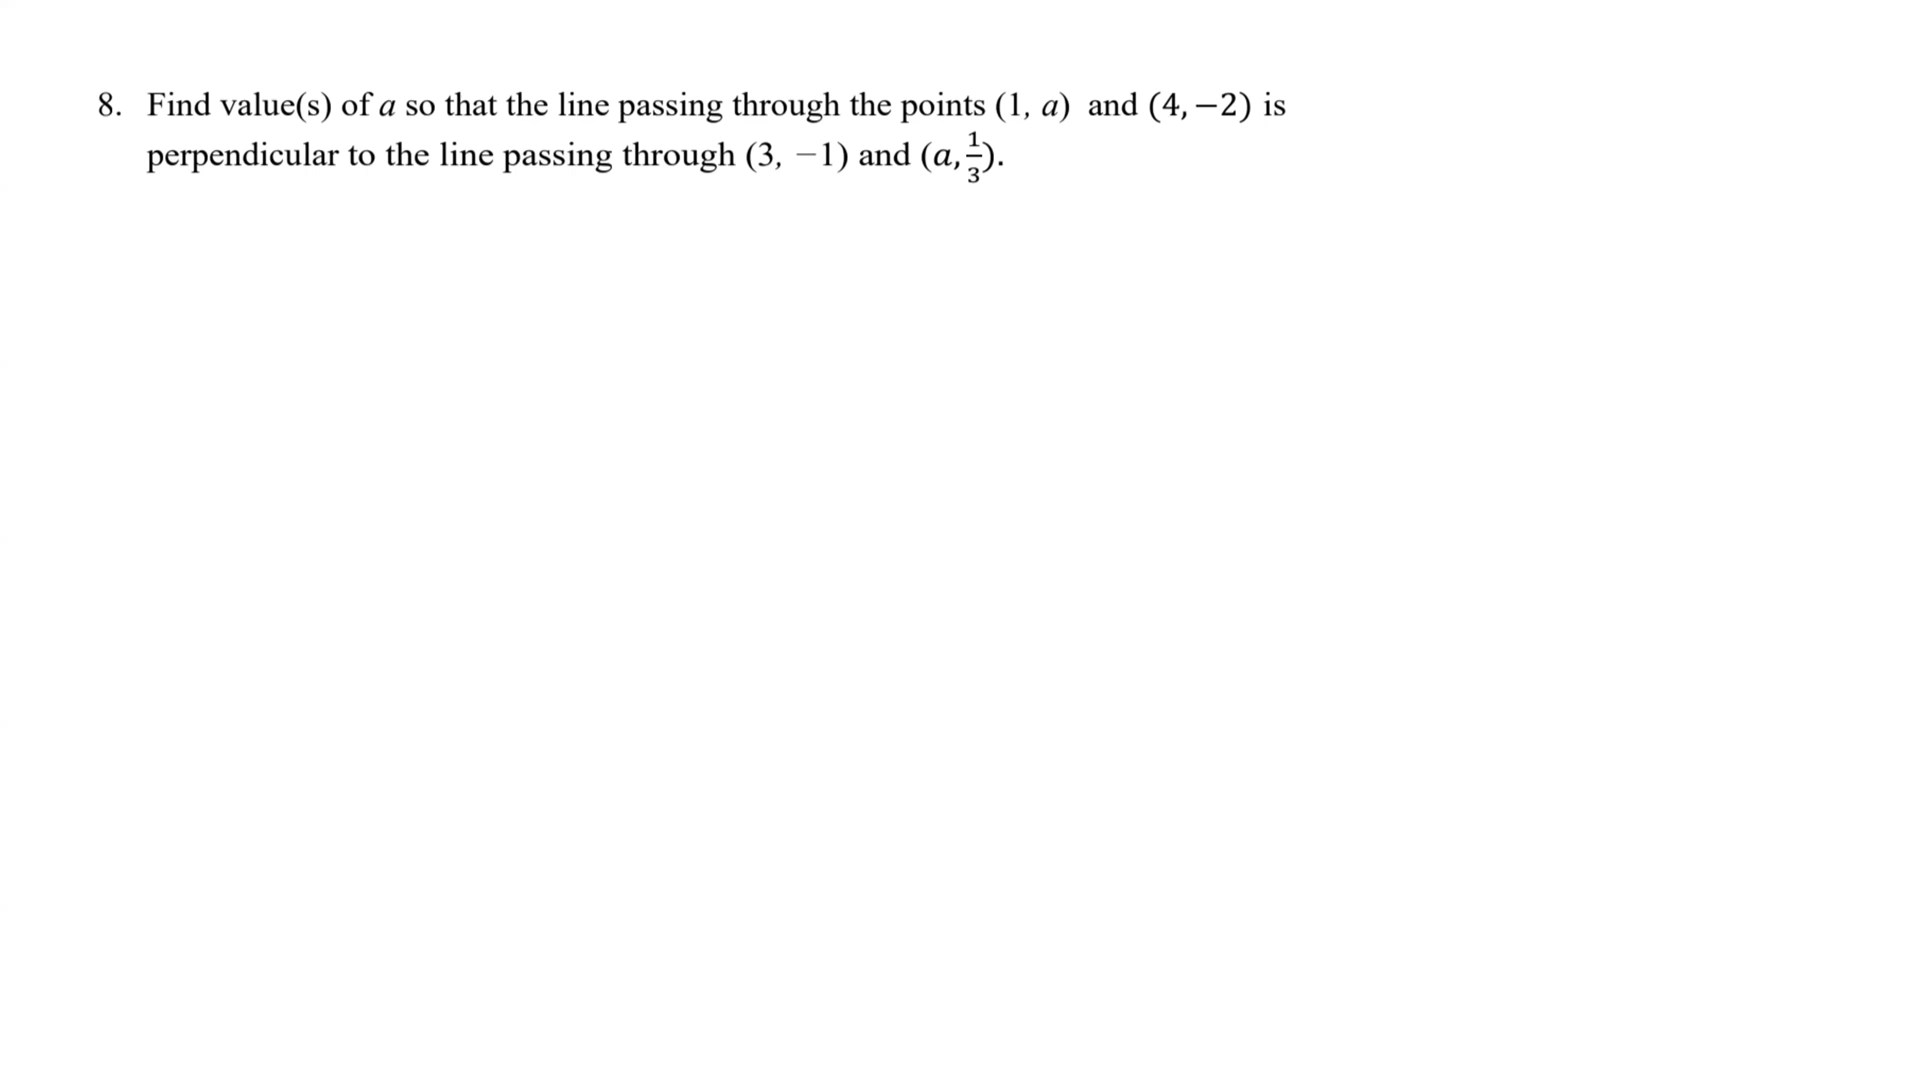 8. Find value(s) of a so that the line passing through the points (1, a) and (4, −2) is
perpendicular to the line passing through (3, −1) and (a, 1/3).